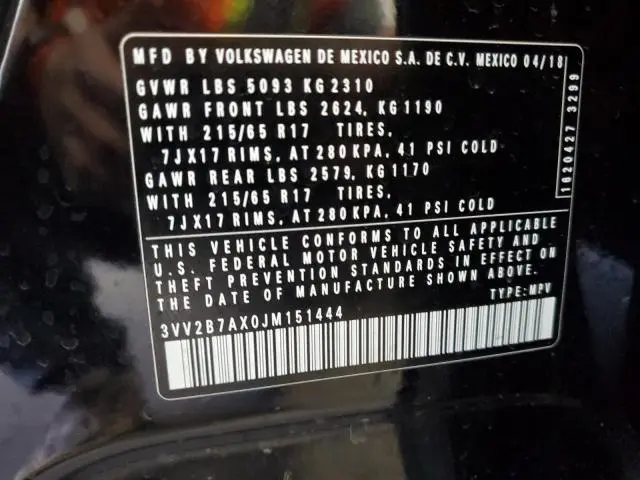 MFD BY VOLKSWAGEN DE MEXICO S.A. DE C.V. MEXICO 04/18
GVWR LBS 5093 KG 2310
GAWR FRONT LBS 2624, KG 1190
WITH 215/65 R17 TIRES,
7JX17 RIMS, AT 280 KPA, 41 PSI COLD
GAWR REAR LBS 2579, KG 1170
WITH 215/65 R17 TIRES,
7JX17 RIMS, AT 280 KPA, 41 PSI COLD
1620427 3299
THIS VEHICLE CONFORMS TO ALL APPLICABLE
U.S. FEDERAL MOTOR VEHICLE SAFETY AND
THEFT PREVENTION STANDARDS IN EFFECT ON
THE DATE OF MANUFACTURE SHOWN ABOVE.
TYPE: MPV
3VV2B7AX0JM151444